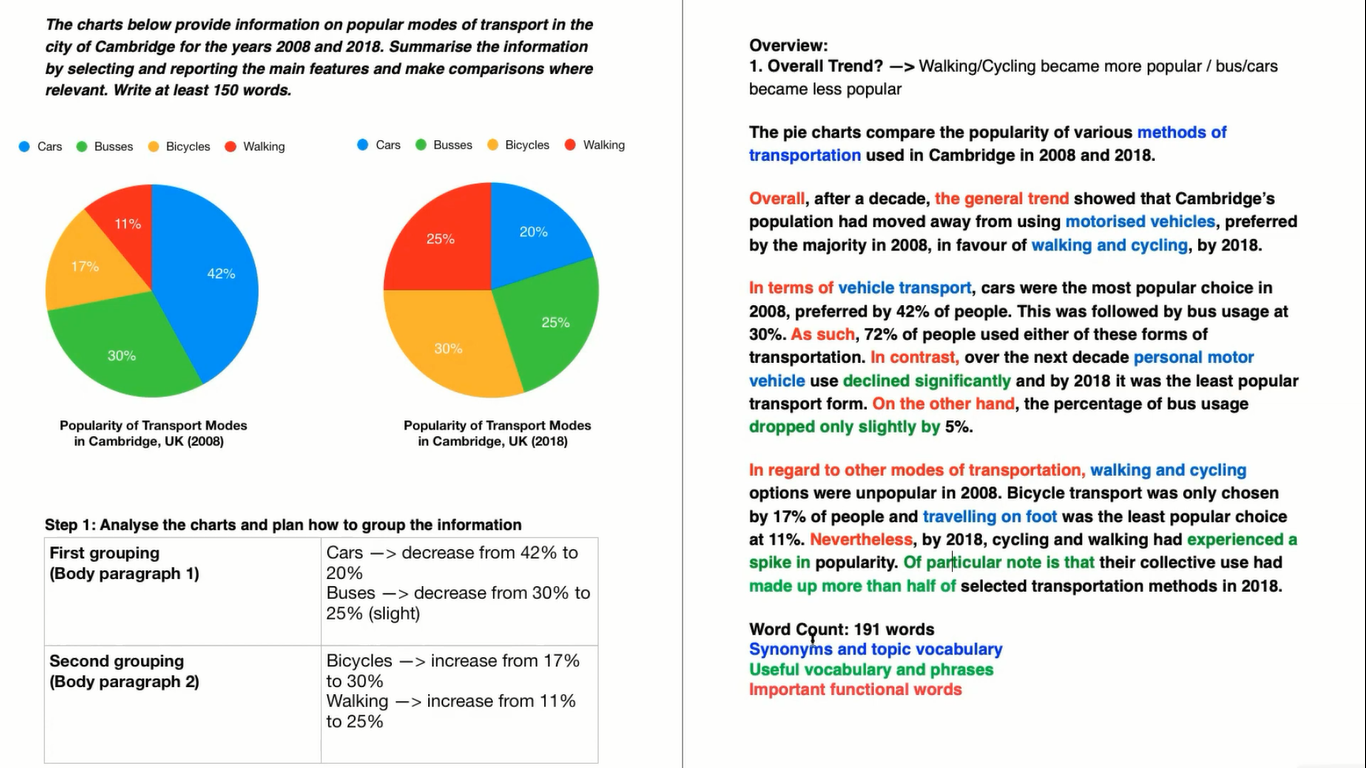 The charts below provide information on popular modes of transport in the
city of Cambridge for the years 2008 and 2018. Summarise the information
by selecting and reporting the main features and make comparisons where
relevant. Write at least 150 words.
Cars Busses Bicycles Walking
11%
17%
42%
30%
Popularity of Transport Modes
in Cambridge, UK (2008)
Cars Busses Bicycles Walking
25%
20%
25%
30%
Popularity of Transport Modes
in Cambridge, UK (2018)
Step 1: Analyse the charts and plan how to group the information
First grouping
(Body paragraph 1)
Cars —> decrease from 42% to
20%
Buses —> decrease from 30% to
25% (slight)
Second grouping
(Body paragraph 2)
Bicycles —> increase from 17%
to 30%
Walking —> increase from 11%
to 25%
Overview:
1. Overall Trend? —> Walking/Cycling became more popular / bus/cars
became less popular
The pie charts compare the popularity of various methods of
transportation used in Cambridge in 2008 and 2018.
Overall, after a decade, the general trend showed that Cambridge’s
population had moved away from using motorised vehicles, preferred
by the majority in 2008, in favour of walking and cycling, by 2018.
In terms of vehicle transport, cars were the most popular choice in
2008, preferred by 42% of people. This was followed by bus usage at
30%. As such, 72% of people used either of these forms of
transportation. In contrast, over the next decade personal motor
vehicle use declined significantly and by 2018 it was the least popular
transport form. On the other hand, the percentage of bus usage
dropped only slightly by 5%.
In regard to other modes of transportation, walking and cycling
options were unpopular in 2008. Bicycle transport was only chosen
by 17% of people and travelling on foot was the least popular choice
at 11%. Nevertheless, by 2018, cycling and walking had experienced a
spike in popularity. Of particular note is that their collective use had
made up more than half of selected transportation methods in 2018.
Word Count: 191 words
Synonyms and topic vocabulary
Useful vocabulary and phrases
Important functional words